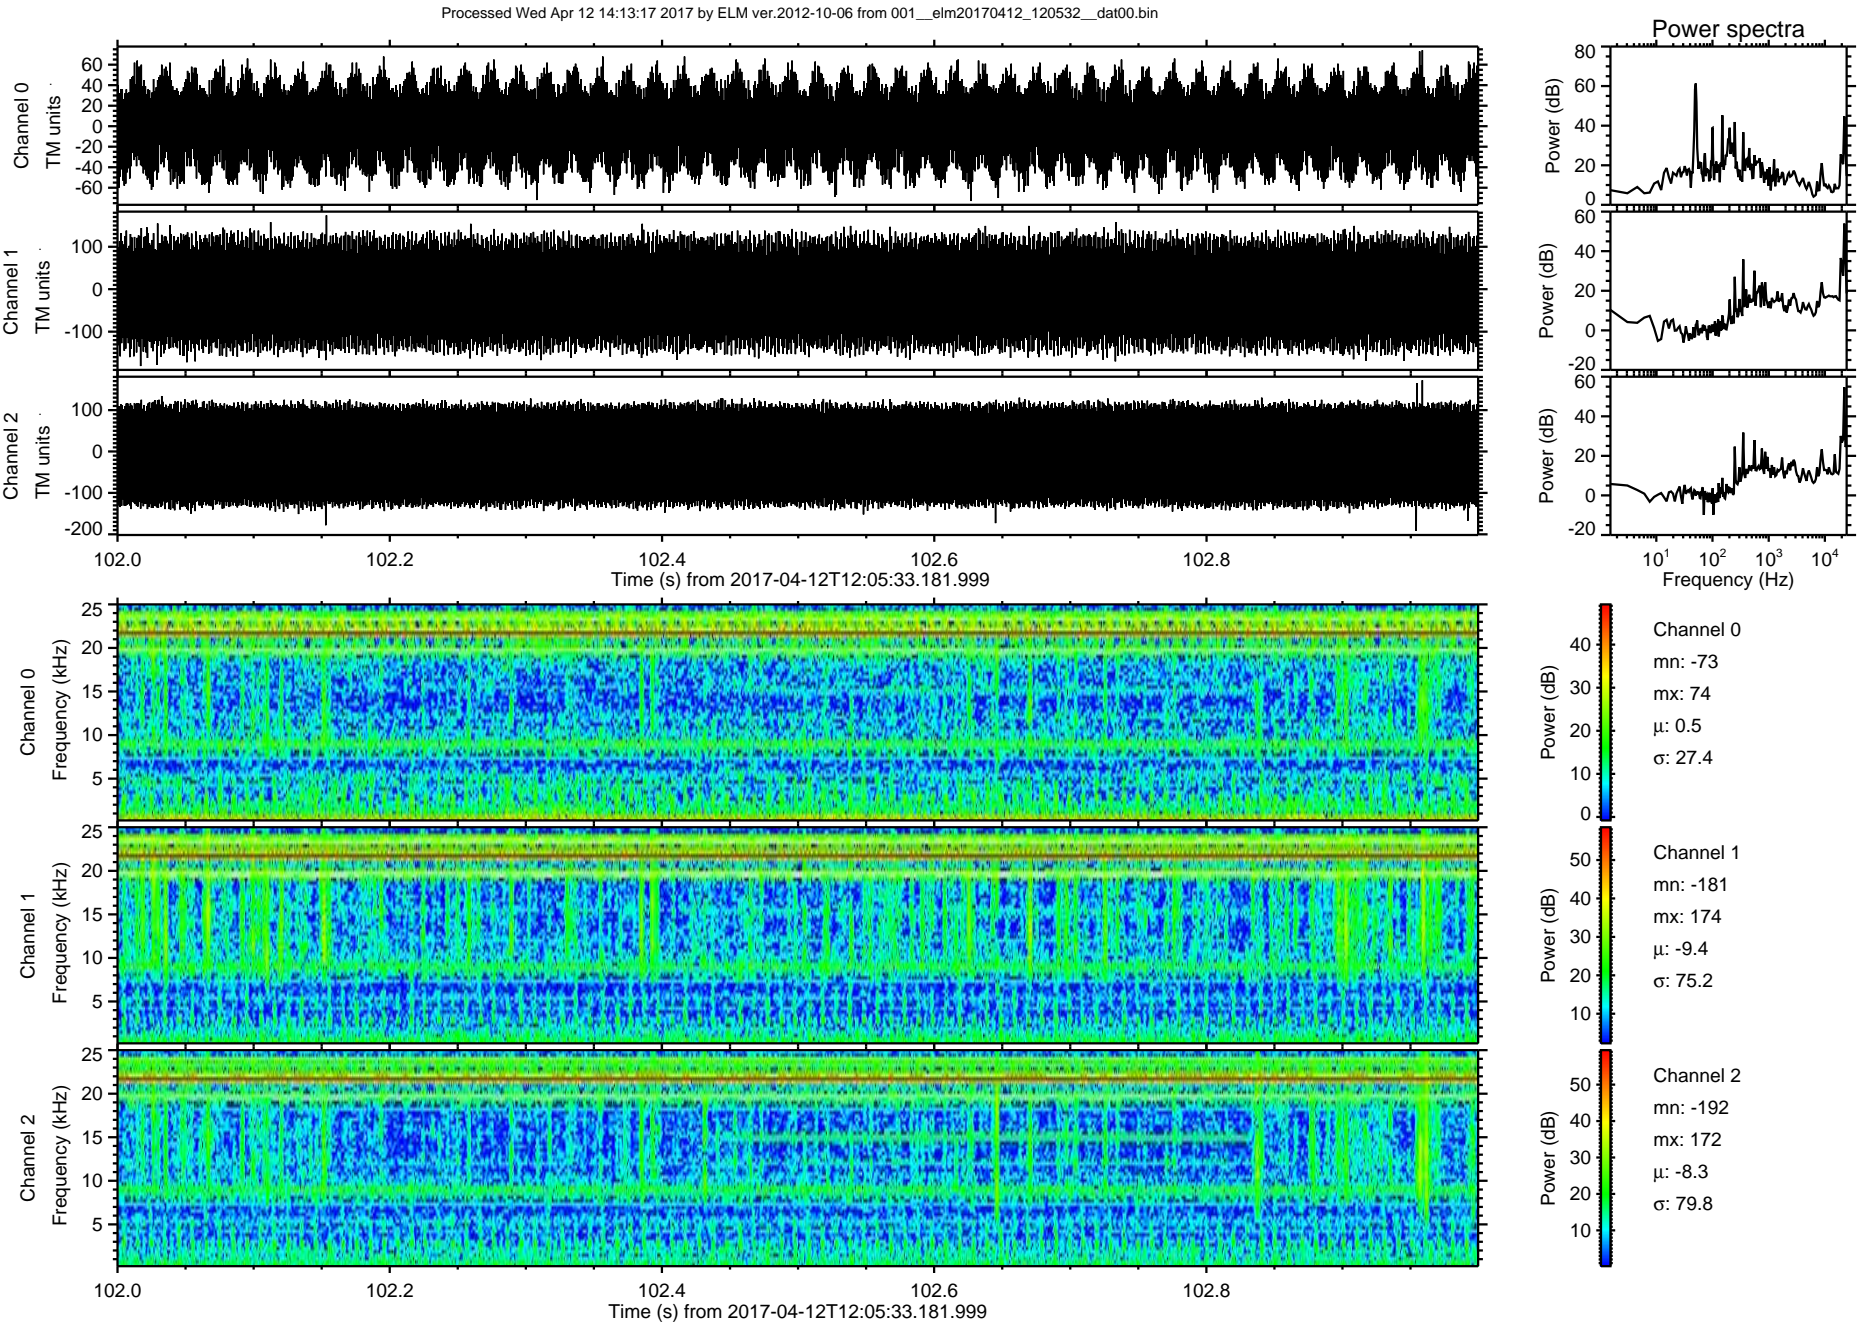 Processed Wed Apr 12 14:13:17 2017 by ELM ver.2012-10-06 from 001__elm20170412_120532__dat00.bin
Power spectra
Channel 0
TM units
60
40
20
0
-20
-40
-60
Power (dB)
80
60
40
20
0
Channel 1
TM units
100
0
-100
Power (dB)
60
40
20
0
-20
Channel 2
TM units
100
0
-100
-200
Power (dB)
60
40
20
0
-20
102.0 102.2 102.4 102.6 102.8
Time (s) from 2017-04-12T12:05:33.181.999
10^1 10^2 10^3 10^4
Frequency (Hz)
Channel 0
Frequency (kHz)
25
20
15
10
5
Power (dB)
40
30
20
10
0
Channel 0
mn: -73
mx: 74
μ: 0.5
σ: 27.4
Channel 1
Frequency (kHz)
25
20
15
10
5
Power (dB)
50
40
30
20
10
Channel 1
mn: -181
mx: 174
μ: -9.4
σ: 75.2
Channel 2
Frequency (kHz)
25
20
15
10
5
Power (dB)
50
40
30
20
10
Channel 2
mn: -192
mx: 172
μ: -8.3
σ: 79.8
102.0 102.2 102.4 102.6 102.8
Time (s) from 2017-04-12T12:05:33.181.999